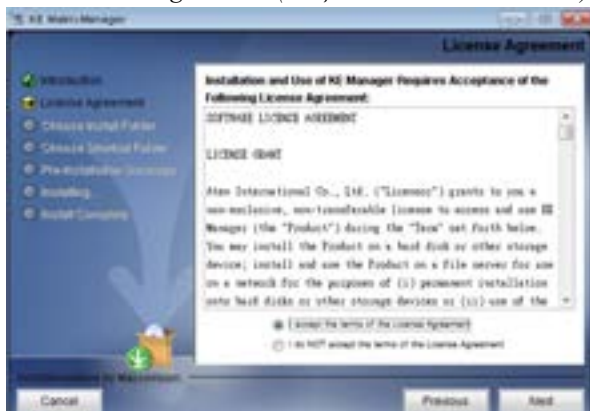 KE Matrix Manager
License Agreement
Introduction
License Agreement
Choose Install Folder
Choose Shortcut Folder
Pre-Installation Summary
Installing...
Install Complete
Installation and Use of KE Manager Requires Acceptance of the
Following License Agreement:
SOFTWARE LICENSE AGREEMENT
LICENSE GRANT
Aten International Co., Ltd. ("Licensor") grants to you a
non-exclusive, non-transferable license to access and use KE
Manager (the "Product") during the "Term" set forth below.
You may install the Product on a hard disk or other storage
device; install and use the Product on a file server for use
on a network for the purposes of (i) permanent installation
onto hard disks or other storage devices or (ii) use of the
I accept the terms of the License Agreement
I do NOT accept the terms of the License Agreement
Cancel
Previous
Next